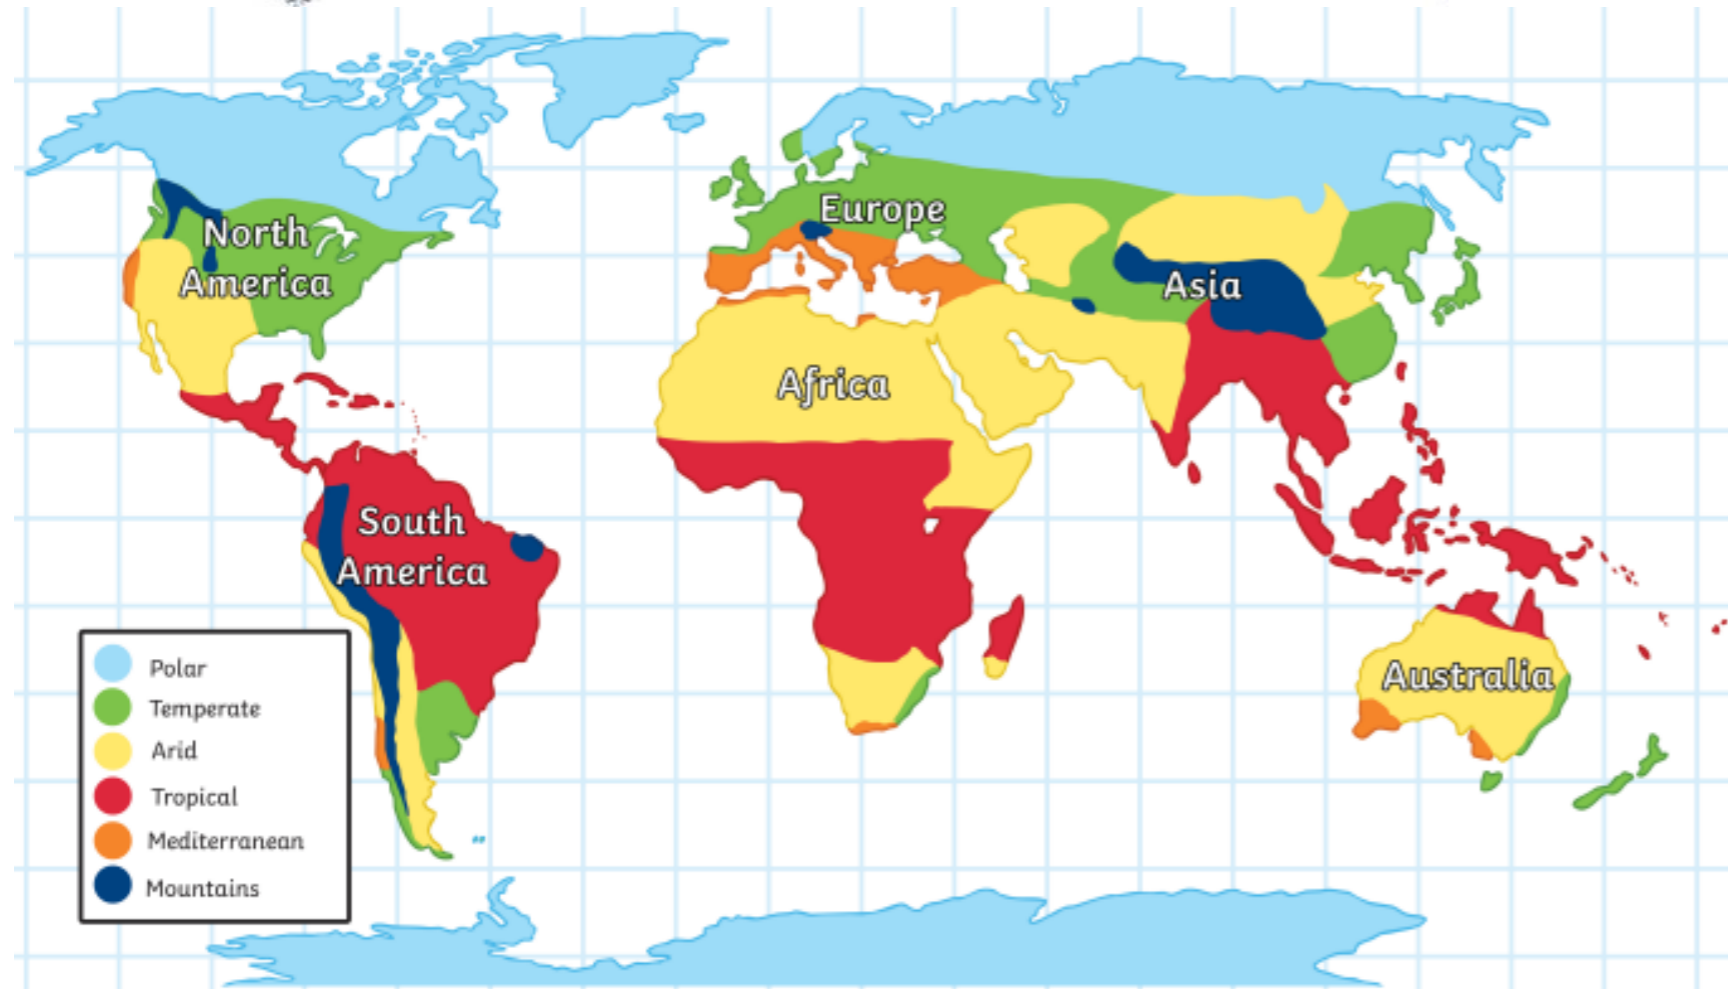 North
America
Europe
Asia
Africa
South
America
Australia
Polar
Temperate
Arid
Tropical
Mediterranean
Mountains